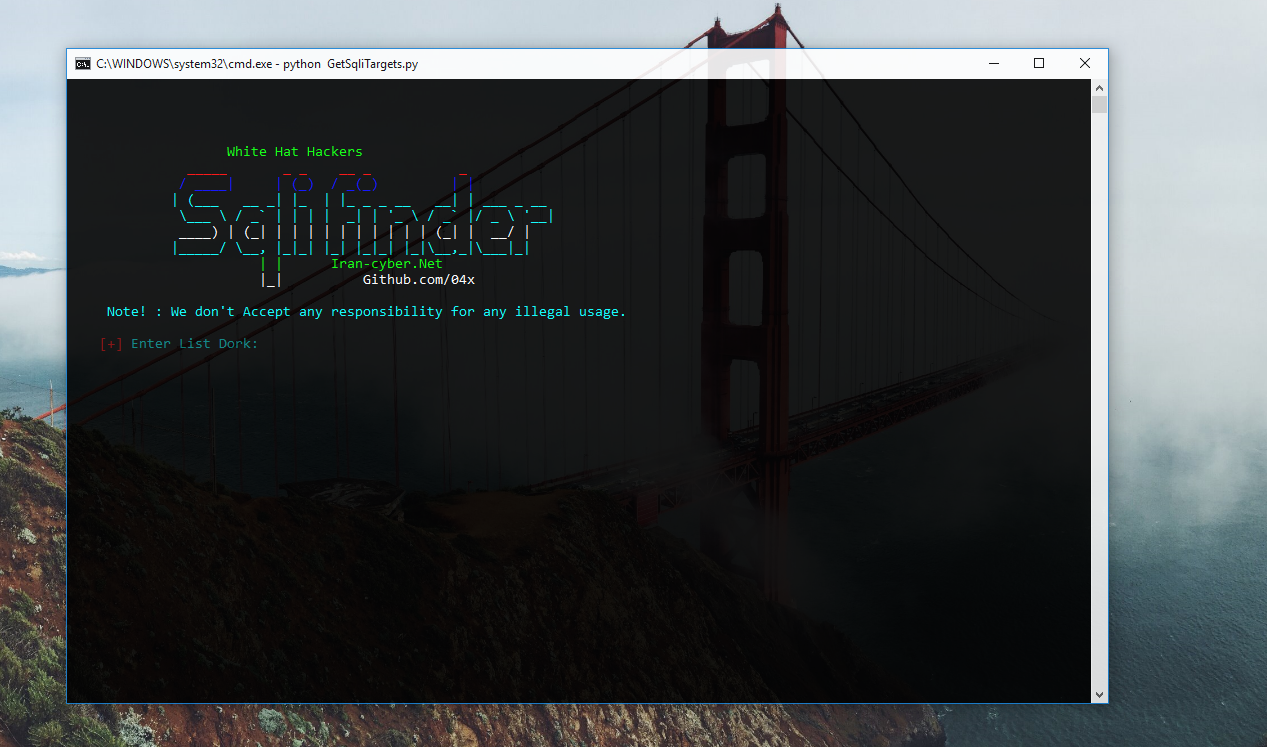 C:\WINDOWS\system32\cmd.exe - python  GetSqliTargets.py
White Hat Hackers
Sqlifinder
Iran-cyber.Net
Github.com/04x
Note! : We don't Accept any responsibility for any illegal usage.
[+] Enter List Dork: